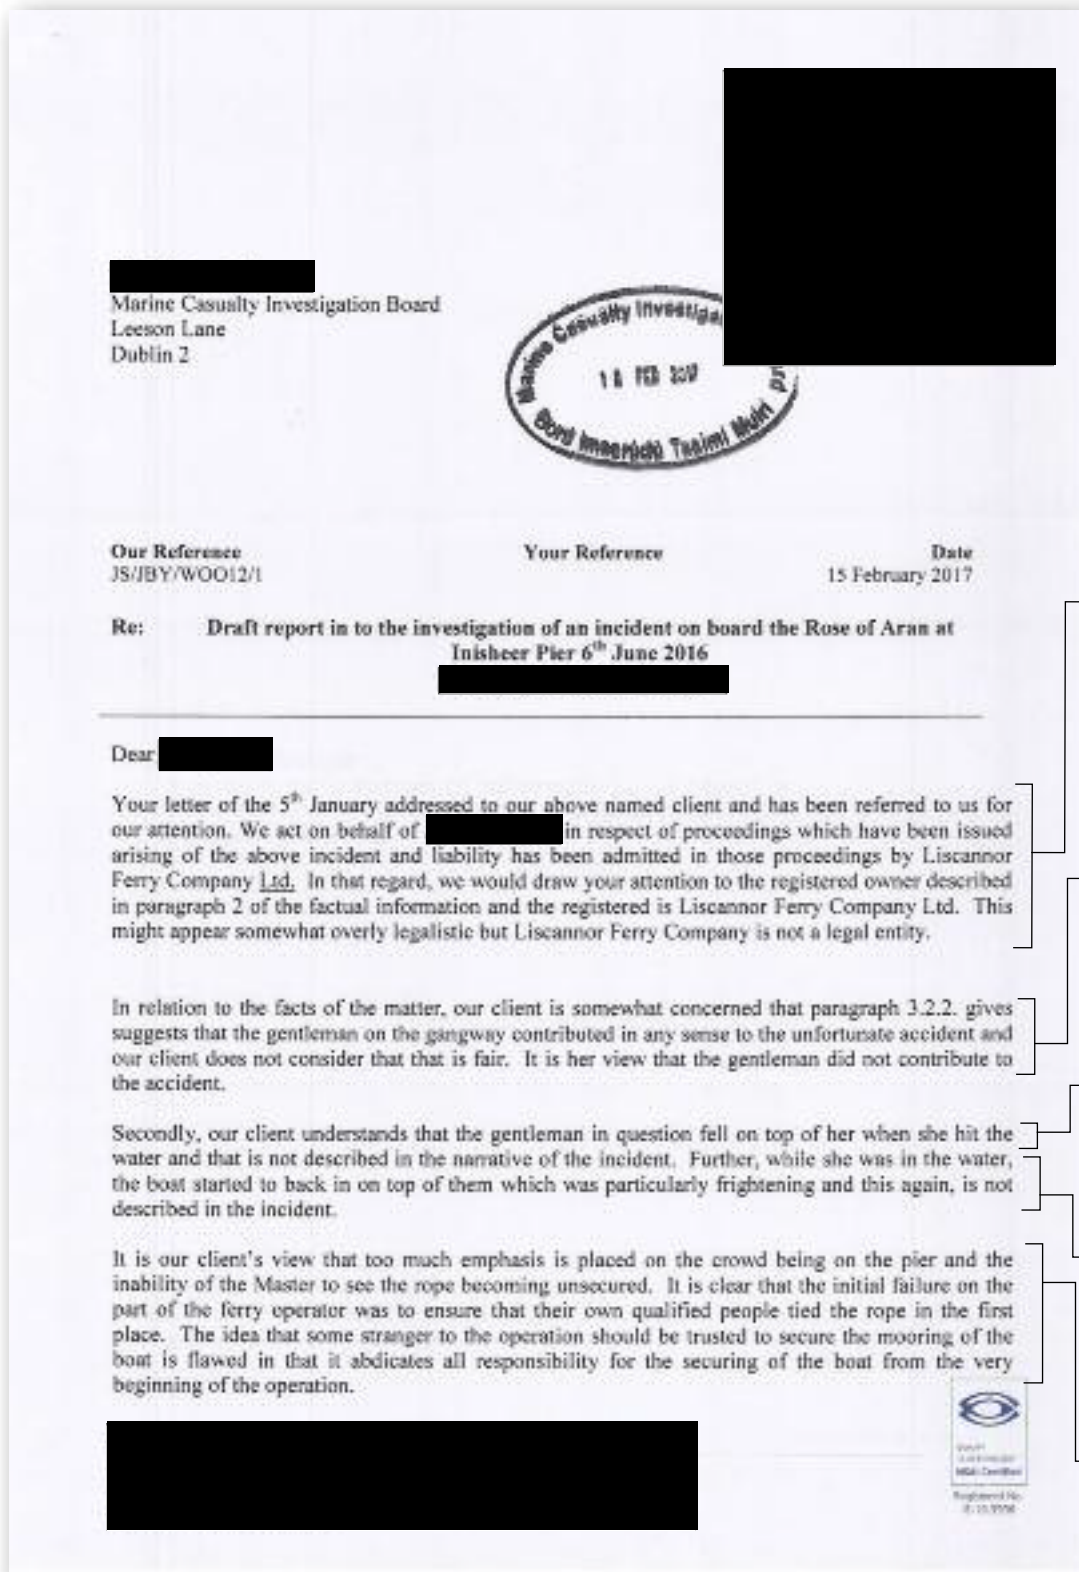 Marine Casualty Investigation Board
Leeson Lane
Dublin 2
Marine Casualty Investiga
FEB
Bord Tsaimí Muirí
Our Reference
Your Reference
Date
JS/JBY/WOO12/1
15 February 2017
Re: Draft report in to the investigation of an incident on board the Rose of Aran at
Inisheer Pier 6th June 2016
Dear
Your letter of the 5th January addressed to our above named client and has been referred to us for
our attention. We act on behalf of in respect of proceedings which have been issued
arising of the above incident and liability has been admitted in those proceedings by Liscannor
Ferry Company Ltd. In that regard, we would draw your attention to the registered owner described
in paragraph 2 of the factual information and the registered is Liscannor Ferry Company Ltd. This
might appear somewhat overly legalistic but Liscannor Ferry Company is not a legal entity.
In relation to the facts of the matter, our client is somewhat concerned that paragraph 3.2.2. gives
suggests that the gentleman on the gangway contributed in any sense to the unfortunate accident and
our client does not consider that that is fair. It is her view that the gentleman did not contribute to
the accident.
Secondly, our client understands that the gentleman in question fell on top of her when she hit the
water and that is not described in the narrative of the incident. Further, while she was in the water,
the boat started to back in on top of them which was particularly frightening and this again, is not
described in the incident.
It is our client's view that too much emphasis is placed on the crowd being on the pier and the
inability of the Master to see the rope becoming unsecured. It is clear that the initial failure on the
part of the ferry operator was to ensure that their own qualified people tied the rope in the first
place. The idea that some stranger to the operation should be trusted to secure the mooring of the
boat is flawed in that it abdicates all responsibility for the securing of the boat from the very
beginning of the operation.
Certified
Registered No.